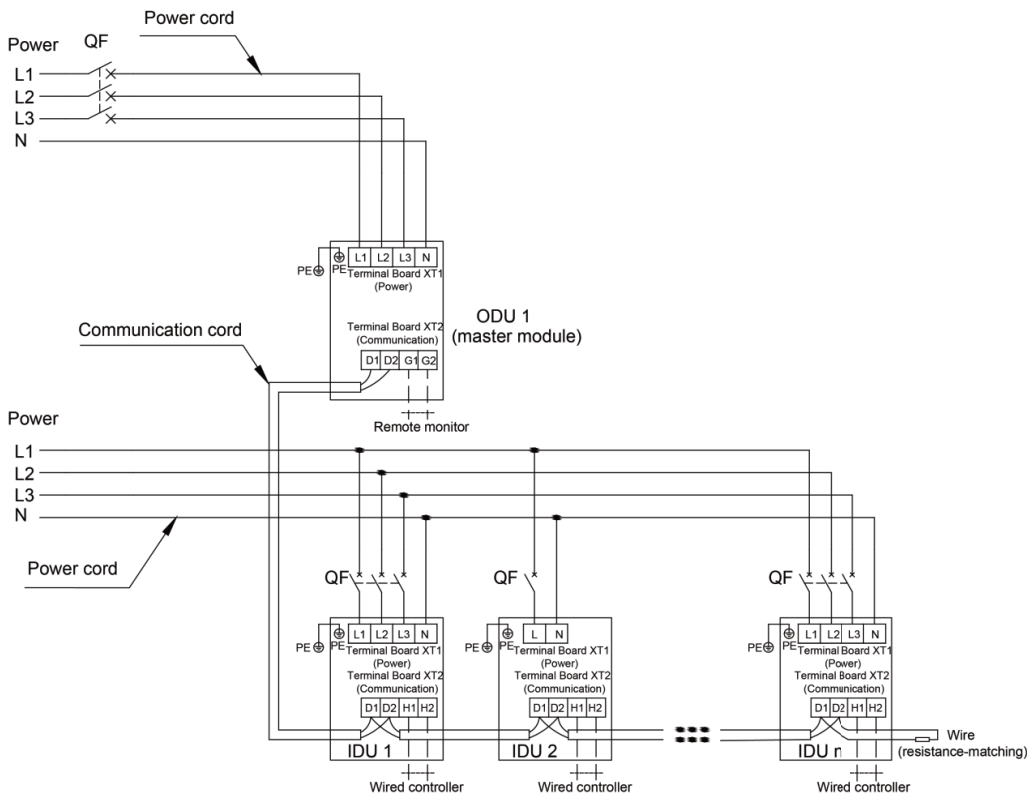 Power cord
Power
QF
L1
L2
L3
N
PE
PE
L1 L2 L3 N
Terminal Board XT1
(Power)
Terminal Board XT2
(Communication)
D1 D2 G1 G2
ODU 1
(master module)
Communication cord
Remote monitor
Power
L1
L2
L3
N
Power cord
QF
PE
PE
L1 L2 L3 N
Terminal Board XT1
(Power)
Terminal Board XT2
(Communication)
D1 D2 H1 H2
IDU 1
Wired controller
QF
PE
PE
L N
Terminal Board XT1
(Power)
Terminal Board XT2
(Communication)
D1 D2 H1 H2
IDU 2
Wired controller
QF
PE
PE
L1 L2 L3 N
Terminal Board XT1
(Power)
Terminal Board XT2
(Communication)
D1 D2 H1 H2
IDU n
Wired controller
Wire
(resistance-matching)